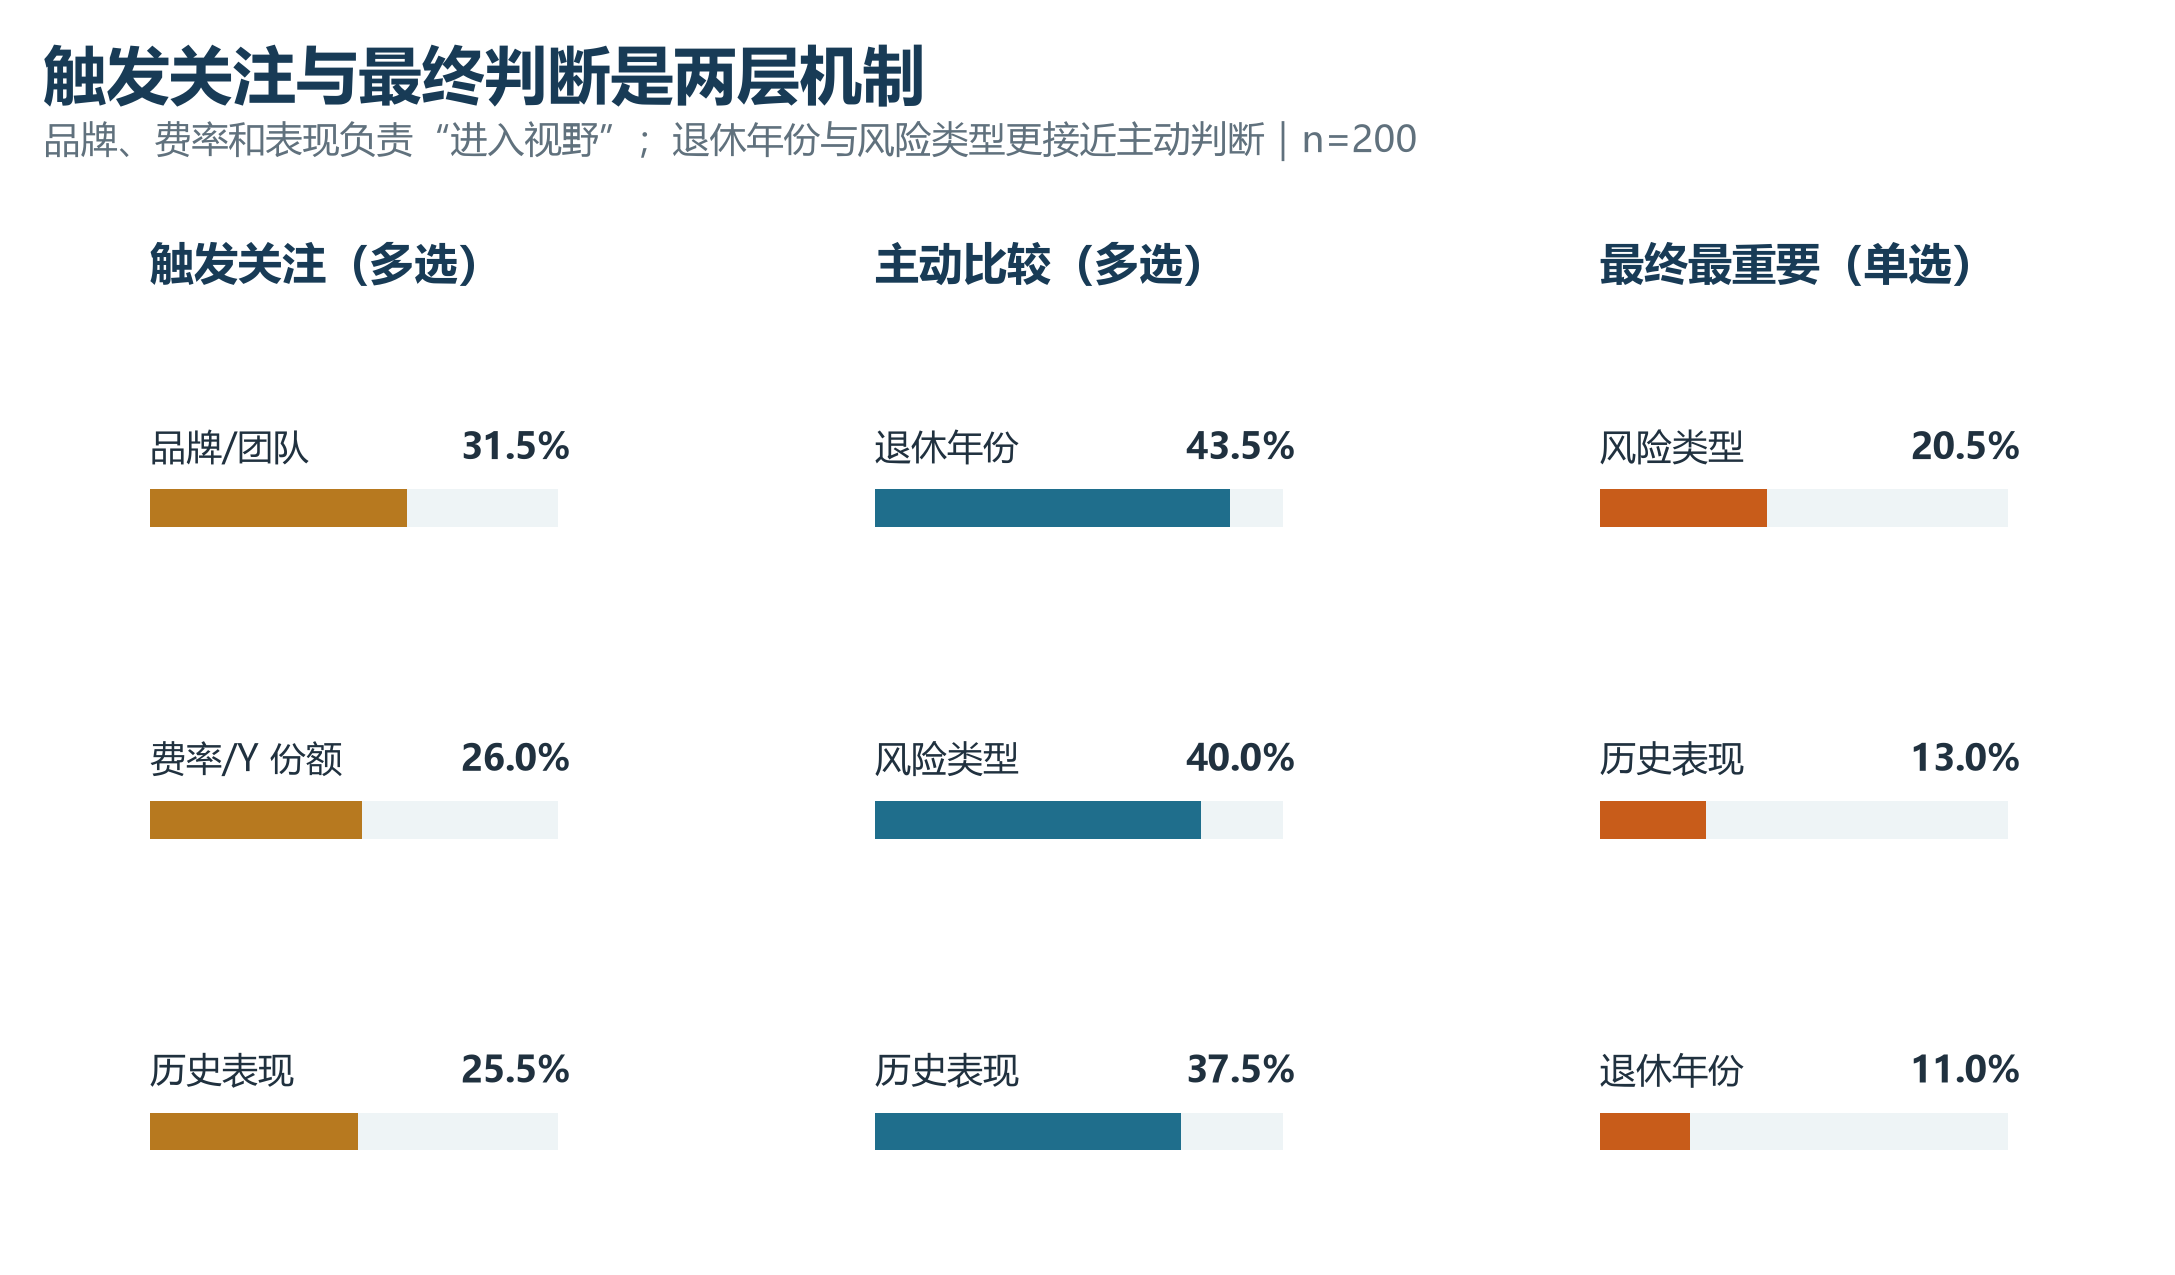 触发关注与最终判断是两层机制
品牌、费率和表现负责“进入视野”；退休年份与风险类型更接近主动判断｜n=200
触发关注（多选）
品牌/团队 31.5%
费率/Y 份额 26.0%
历史表现 25.5%
主动比较（多选）
退休年份 43.5%
风险类型 40.0%
历史表现 37.5%
最终最重要（单选）
风险类型 20.5%
历史表现 13.0%
退休年份 11.0%